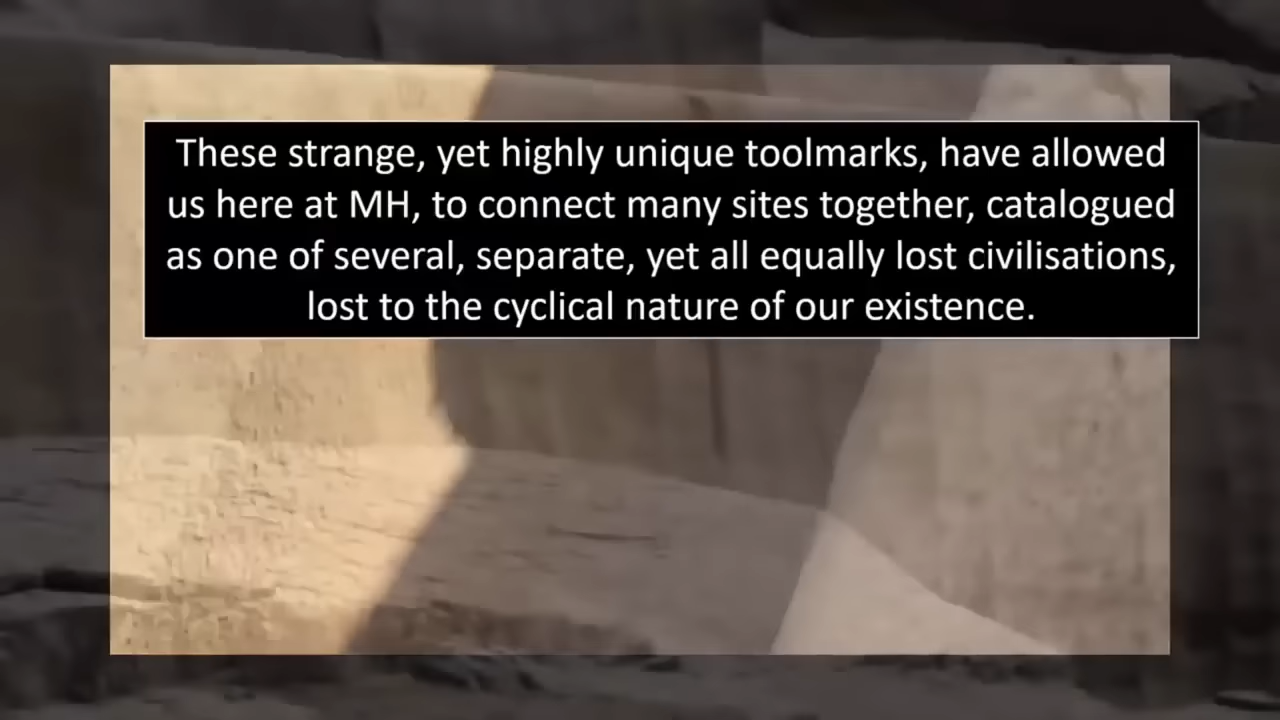 These strange, yet highly unique toolmarks, have allowed
us here at MH, to connect many sites together, catalogued
as one of several, separate, yet all equally lost civilisations,
lost to the cyclical nature of our existence.